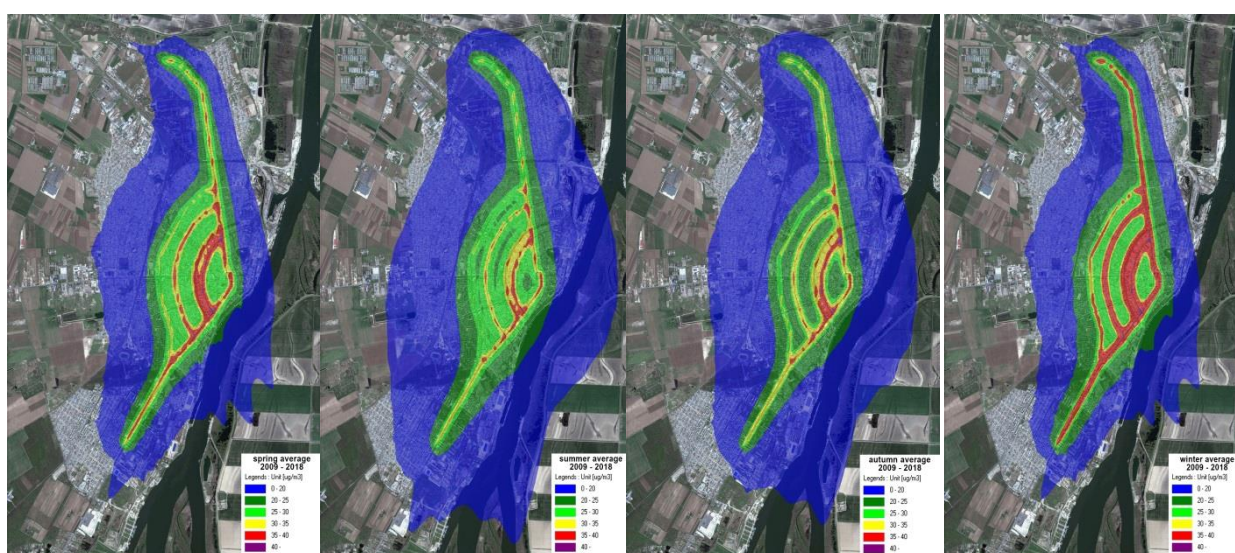 spring average
2009 - 2018
Legends : Unit [ug/m3]
0 - 20
20 - 25
25 - 30
30 - 35
35 - 40
40 -
summer average
2009 - 2018
Legends : Unit [ug/m3]
0 - 20
20 - 25
25 - 30
30 - 35
35 - 40
40 -
autumn average
2009 - 2018
Legends : Unit [ug/m3]
0 - 20
20 - 25
25 - 30
30 - 35
35 - 40
40 -
winter average
2009 - 2018
Legends : Unit [ug/m3]
0 - 20
20 - 25
25 - 30
30 - 35
35 - 40
40 -